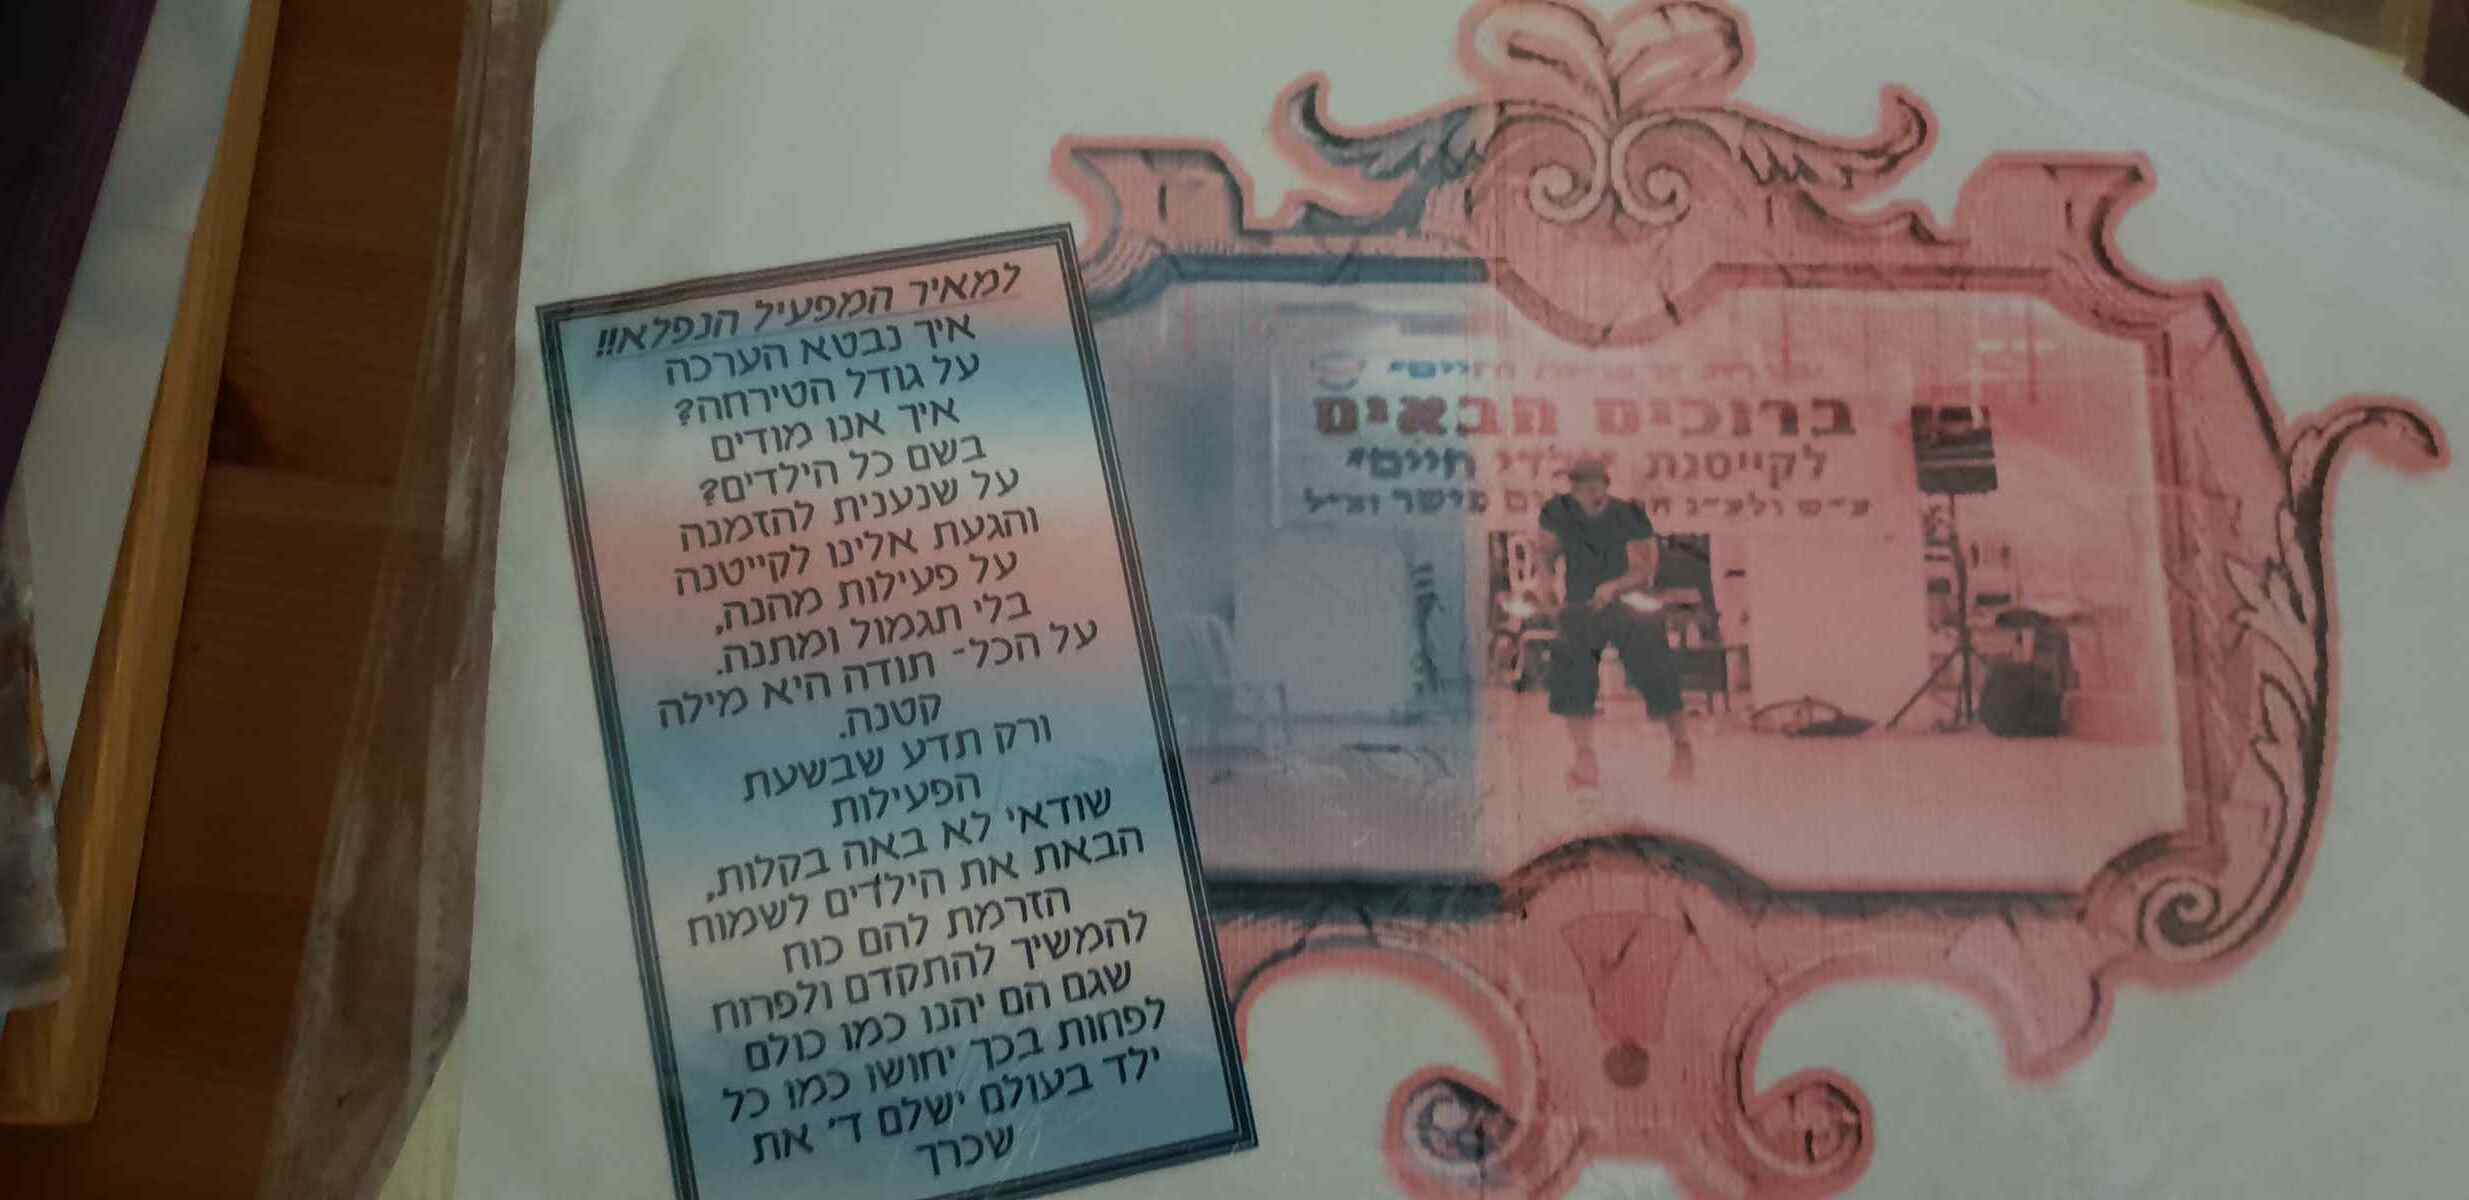 למאיר המפעיל הנפלא!!
איך נבטא הערכה
על גודל הטירחה?
איך אנו מודים
בשם כל הילדים?
על שנענית להזמנה
והגעת אלינו לקייטנה
על פעילות מהנה,
בלי תגמול ומתנה.
על הכל- תודה היא מילה
קטנה.
ורק תדע שבשעת
הפעילות
שודאי לא באה בקלות,
הבאת את הילדים לשמוח
הזרמת להם כוח
להמשיך להתקדם ולפרוח
שגם הם יהנו כמו כולם
לפחות בכך יחושו כמו כל
ילד בעולם ישלם ד' את
שכרך
ברוכים הבאים
חיים"